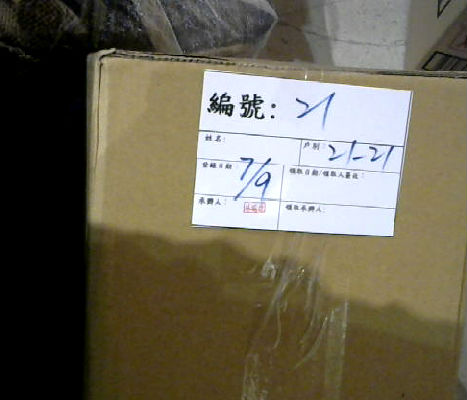 編號: 21
姓名:
戶別: 21-21
登錄日期: 7/9
領取日期/領取人簽收:
承辦人:
領取承辦人: